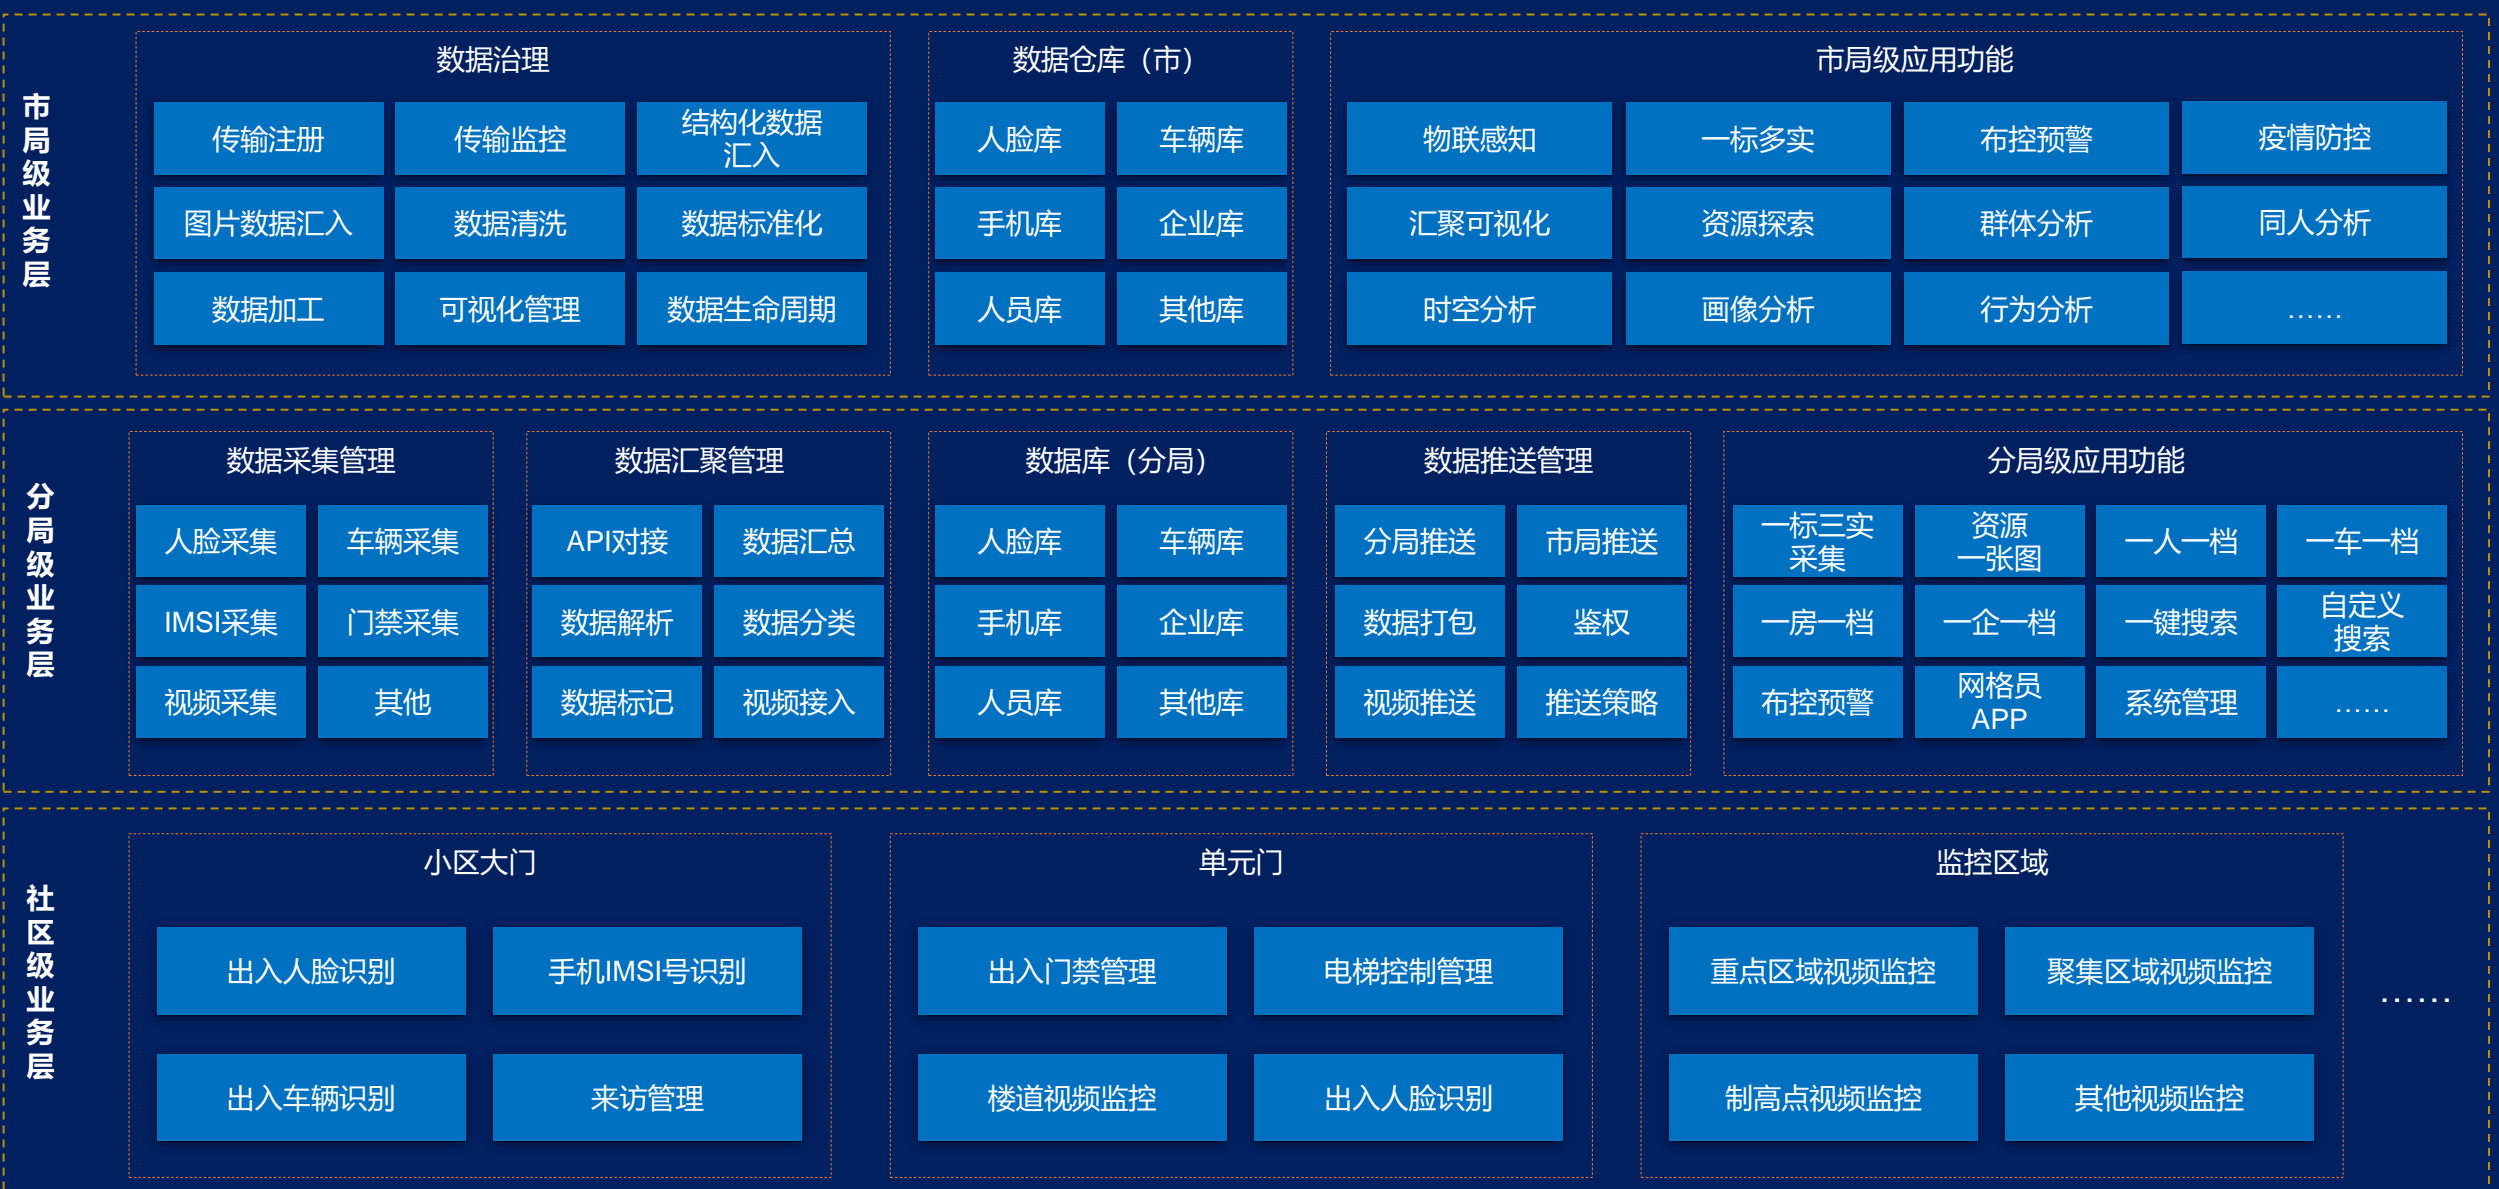 市局级业务层
数据治理
传输注册
传输监控
结构化数据
汇入
图片数据汇入
数据清洗
数据标准化
数据加工
可视化管理
数据生命周期
数据仓库（市）
人脸库
车辆库
手机库
企业库
人员库
其他库
市局级应用功能
物联感知
一标多实
布控预警
疫情防控
汇聚可视化
资源探索
群体分析
同人分析
时空分析
画像分析
行为分析
……
分局级业务层
数据采集管理
人脸采集
车辆采集
IMSI采集
门禁采集
视频采集
其他
数据汇聚管理
API对接
数据汇总
数据解析
数据分类
数据标记
视频接入
数据库（分局）
人脸库
车辆库
手机库
企业库
人员库
其他库
数据推送管理
分局推送
市局推送
数据打包
鉴权
视频推送
推送策略
分局级应用功能
一标三实
采集
资源
一张图
一人一档
一车一档
一房一档
一企一档
一键搜索
自定义
搜索
布控预警
网格员
APP
系统管理
……
社区级业务层
小区大门
出入人脸识别
手机IMSI号识别
出入车辆识别
来访管理
单元门
出入门禁管理
电梯控制管理
楼道视频监控
出入人脸识别
监控区域
重点区域视频监控
聚集区域视频监控
制高点视频监控
其他视频监控
……